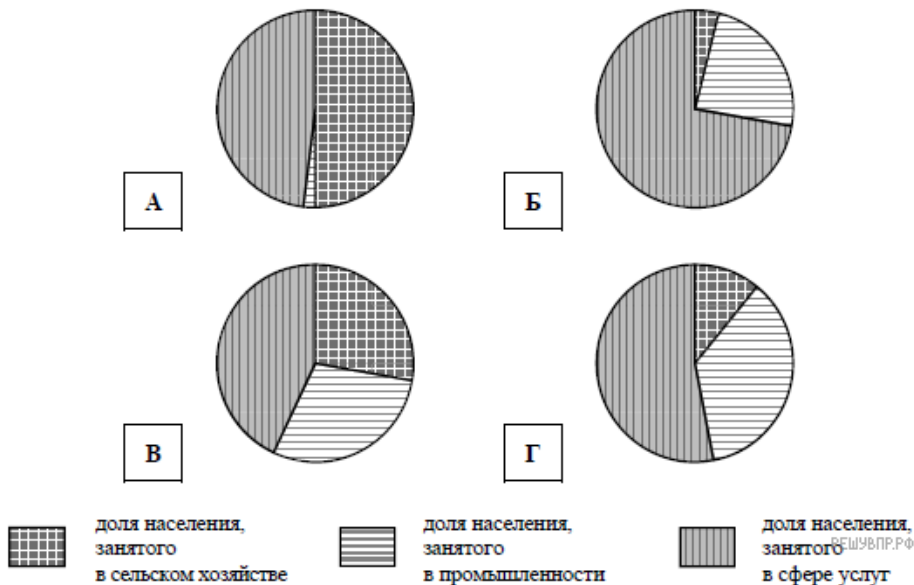 А
Б
В
Г
доля населения,
занятого
в сельском хозяйстве
доля населения,
занятого
в промышленности
доля населения,
занятого
в сфере услуг
РЕШУВПР.РФ